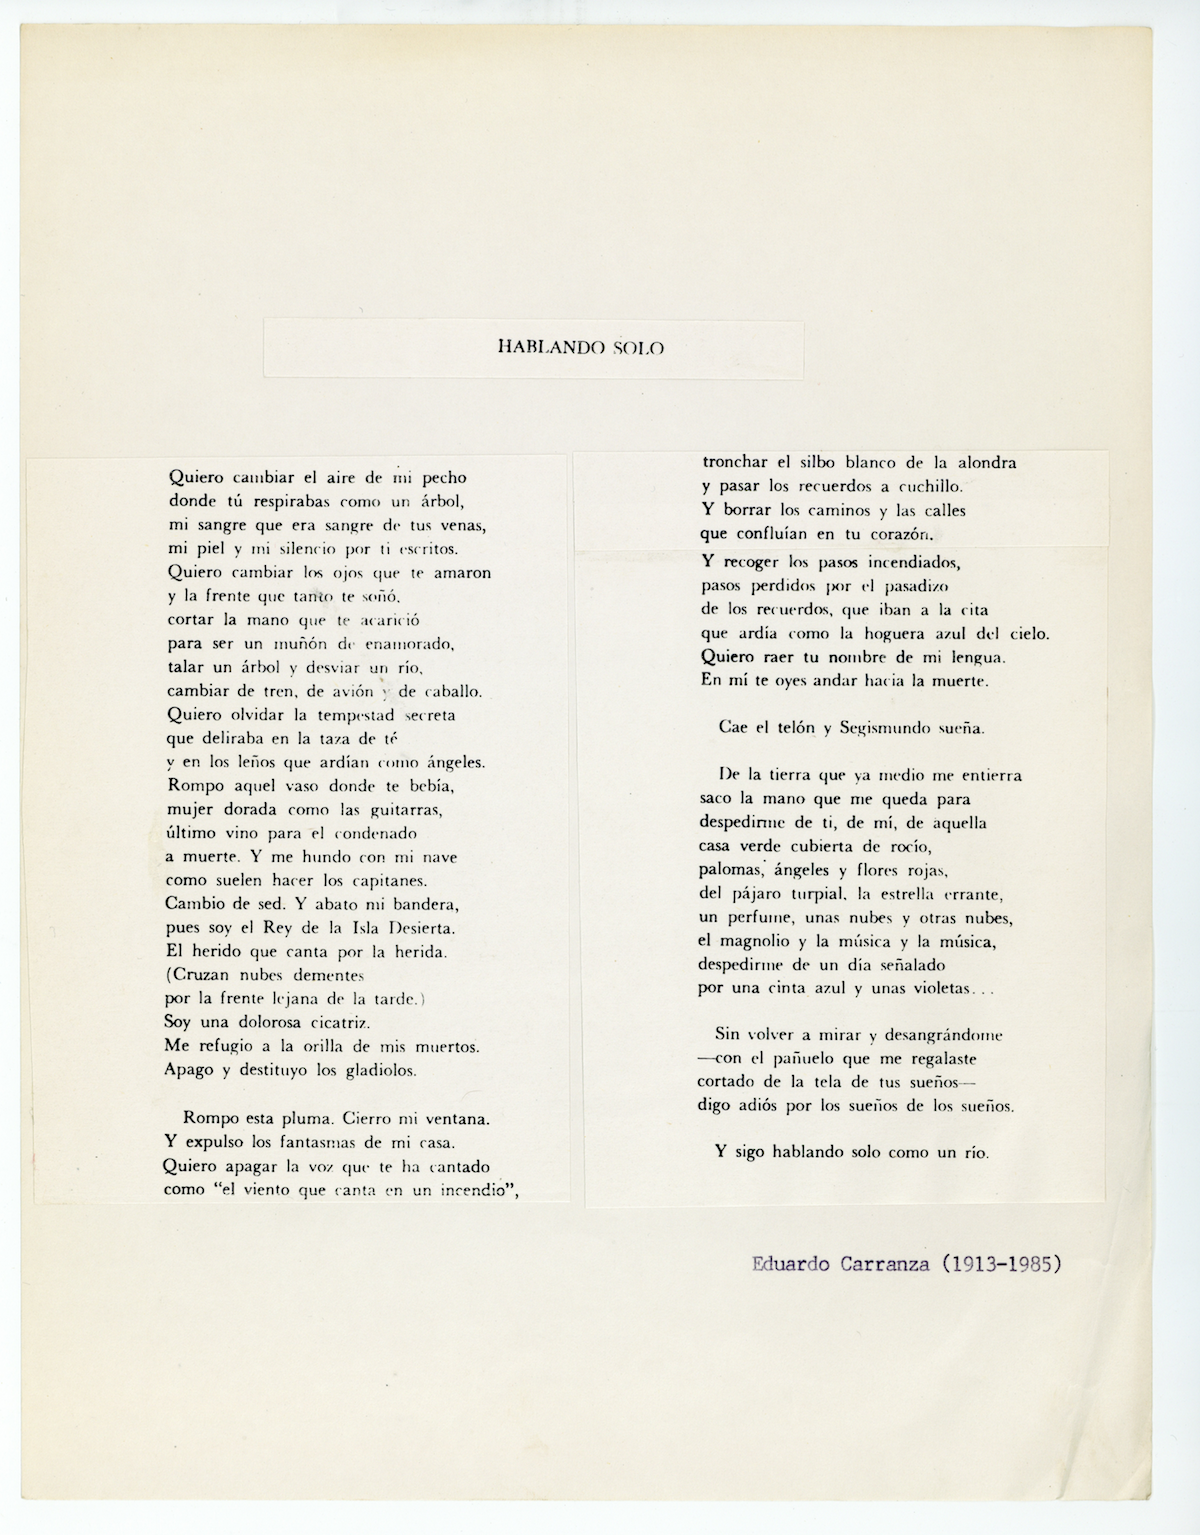 HABLANDO SOLO
Quiero cambiar el aire de mi pecho
donde tú respirabas como un árbol,
mi sangre que era sangre de tus venas,
mi piel y mi silencio por ti escritos.
Quiero cambiar los ojos que te amaron
y la frente que tanto te soñó,
cortar la mano que te acarició
para ser un muñón de enamorado,
talar un árbol y desviar un río,
cambiar de tren, de avión y de caballo.
Quiero olvidar la tempestad secreta
que deliraba en la taza de té
y en los leños que ardían como ángeles.
Rompo aquel vaso donde te bebía,
mujer dorada como las guitarras,
último vino para el condenado
a muerte. Y me hundo con mi nave
como suelen hacer los capitanes.
Cambio de sed. Y abato mi bandera,
pues soy el Rey de la Isla Desierta.
El herido que canta por la herida.
(Cruzan nubes dementes
por la frente lejana de la tarde.)
Soy una dolorosa cicatriz.
Me refugio a la orilla de mis muertos.
Apago y destituyo los gladiolos.
Rompo esta pluma. Cierro mi ventana.
Y expulso los fantasmas de mi casa.
Quiero apagar la voz que te ha cantado
como “el viento que canta en un incendio”,
tronchar el silbo blanco de la alondra
y pasar los recuerdos a cuchillo.
Y borrar los caminos y las calles
que confluían en tu corazón.
Y recoger los pasos incendiados,
pasos perdidos por el pasadizo
de los recuerdos, que iban a la cita
que ardía como la hoguera azul del cielo.
Quiero raer tu nombre de mi lengua.
En mí te oyes andar hacia la muerte.
Cae el telón y Segismundo sueña.
De la tierra que ya medio me entierra
saco la mano que me queda para
despedirme de ti, de mí, de aquella
casa verde cubierta de rocío,
palomas, ángeles y flores rojas,
del pájaro turpial, la estrella errante,
un perfume, unas nubes y otras nubes,
el magnolio y la música y la música,
despedirme de un día señalado
por una cinta azul y unas violetas...
Sin volver a mirar y desangrándome
—con el pañuelo que me regalaste
cortado de la tela de tus sueños—
digo adiós por los sueños de los sueños.
Y sigo hablando solo como un río.
Eduardo Carranza (1913-1985)